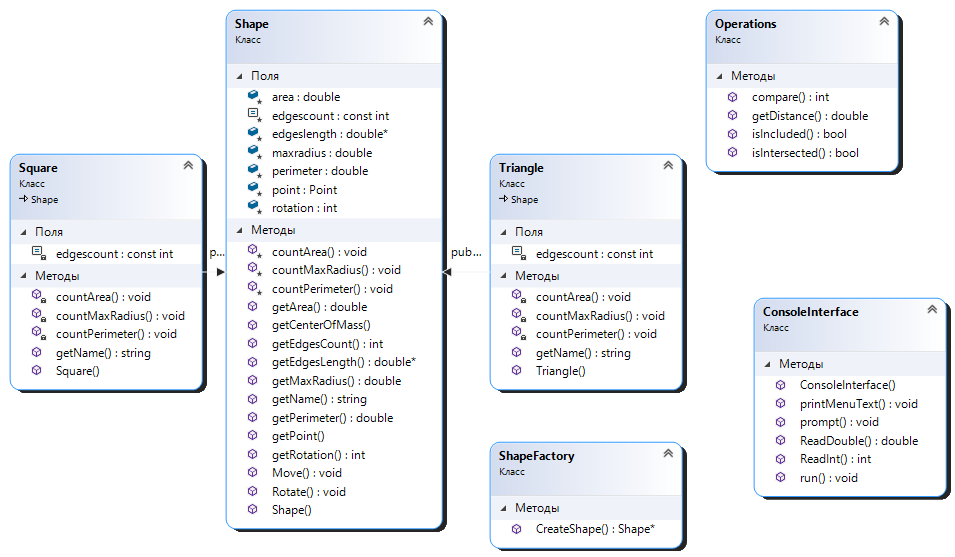 Square
Класс
Shape
Поля
edgescount : const int
Методы
countArea() : void
countMaxRadius() : void
countPerimeter() : void
getName() : string
Square()
p...
Shape
Класс
Поля
area : double
edgescount : const int
edgeslength : double*
maxradius : double
perimeter : double
point : Point
rotation : int
Методы
countArea() : void
countMaxRadius() : void
countPerimeter() : void
getArea() : double
getCenterOfMass()
getEdgesCount() : int
getEdgesLength() : double*
getMaxRadius() : double
getName() : string
getPerimeter() : double
getPoint()
getRotation() : int
Move() : void
Rotate() : void
Shape()
pub...
Triangle
Класс
Shape
Поля
edgescount : const int
Методы
countArea() : void
countMaxRadius() : void
countPerimeter() : void
getName() : string
Triangle()
ShapeFactory
Класс
Методы
CreateShape() : Shape*
Operations
Класс
Методы
compare() : int
getDistance() : double
isIncluded() : bool
isIntersected() : bool
ConsoleInterface
Класс
Методы
ConsoleInterface()
printMenuText() : void
prompt() : void
ReadDouble() : double
ReadInt() : int
run() : void